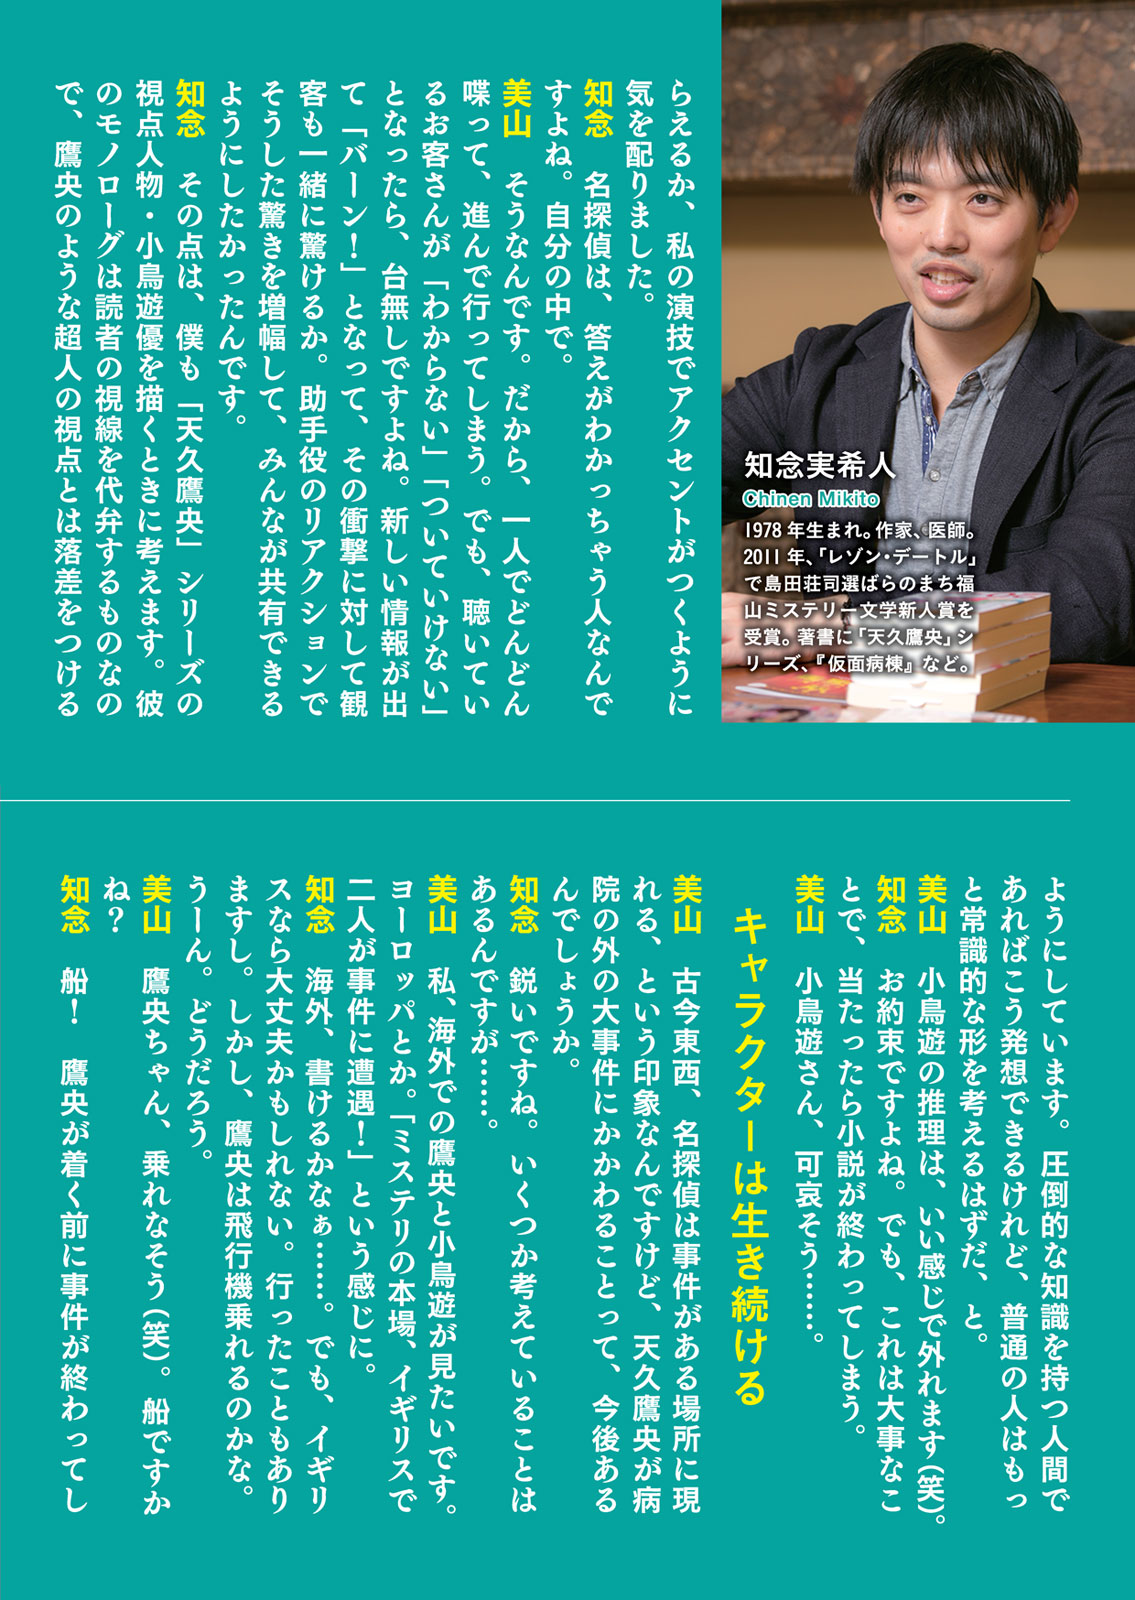 知念実希人
Chinen Mikito
1978年生まれ。作家、医師。
2011年、「レゾン・デートル」
で島田荘司選ばらのまち福
山ミステリー文学新人賞を
受賞。著書に「天久鷹央」シ
リーズ、『仮面病棟』など。
らえるか、私の演技でアクセントがつくように
気を配りました。
知念　名探偵は、答えがわかっちゃう人なんで
すよね。自分の中で。
美山　そうなんです。だから、一人でどんどん
喋って、進んで行ってしまう。でも、聴いてい
るお客さんが「わからない」「ついていけない」
となったら、台無しですよね。新しい情報が出
て「バーン！」となって、その衝撃に対して観
客も一緒に驚けるか。助手役のリアクションで
そうした驚きを増幅して、みんなが共有できる
ようにしたかったんです。
知念　その点は、僕も「天久鷹央」シリーズの
視点人物・小鳥遊優を描くときに考えます。彼
のモノローグは読者の視線を代弁するものなの
で、鷹央のような超人の視点とは落差をつける
ようにしています。圧倒的な知識を持つ人間で
あればこう発想できるけれど、普通の人はもっ
と常識的な形を考えるはずだ、と。
美山　小鳥遊の推理は、いい感じで外れます（笑）。
知念　お約束ですよね。でも、これは大事なこ
とで、当たったら小説が終わってしまう。
美山　小鳥遊さん、可哀そう……。
キャラクターは生き続ける
美山　古今東西、名探偵は事件がある場所に現
れる、という印象なんですけど、天久鷹央が病
院の外の大事件にかかわることって、今後ある
んでしょうか。
知念　鋭いですね。いくつか考えていることは
あるんですが……。
美山　私、海外での鷹央と小鳥遊が見たいです。
ヨーロッパとか。「ミステリの本場、イギリスで
二人が事件に遭遇！」という感じに。
知念　海外、書けるかなぁ……。でも、イギリ
スなら大丈夫かもしれない。行ったこともあり
ますし。しかし、鷹央は飛行機乗れるのかな。
うーん。どうだろう。
美山　鷹央ちゃん、乗れなそう（笑）。船ですか
ね？
知念　船！　鷹央が着く前に事件が終わってし